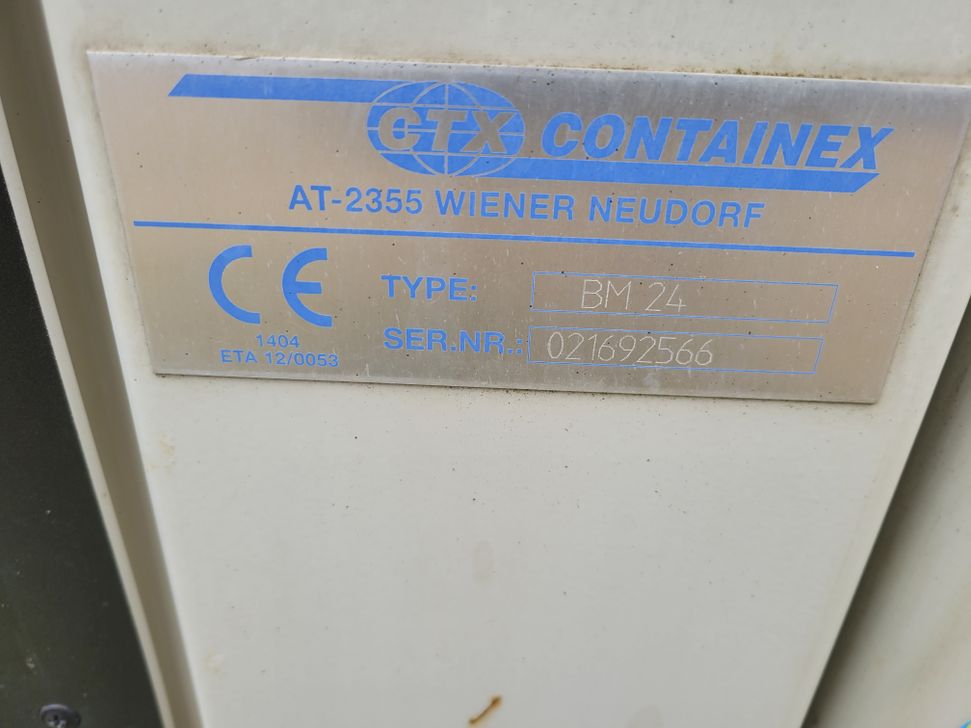 CTX CONTAINEX
AT-2355 WIENER NEUDORF
CE
TYPE: BM 24
SER.NR.: 021692566
1404
ETA 12/0053